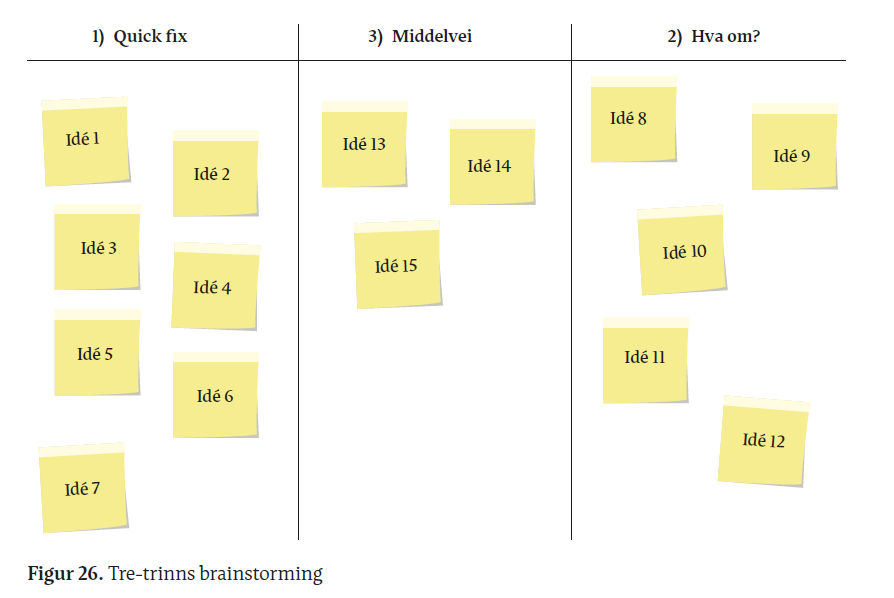 1) Quick fix
3) Middelvei
2) Hva om?
Idé 1
Idé 2
Idé 3
Idé 4
Idé 5
Idé 6
Idé 7
Idé 13
Idé 14
Idé 15
Idé 8
Idé 9
Idé 10
Idé 11
Idé 12
Figur 26. Tre-trinns brainstorming